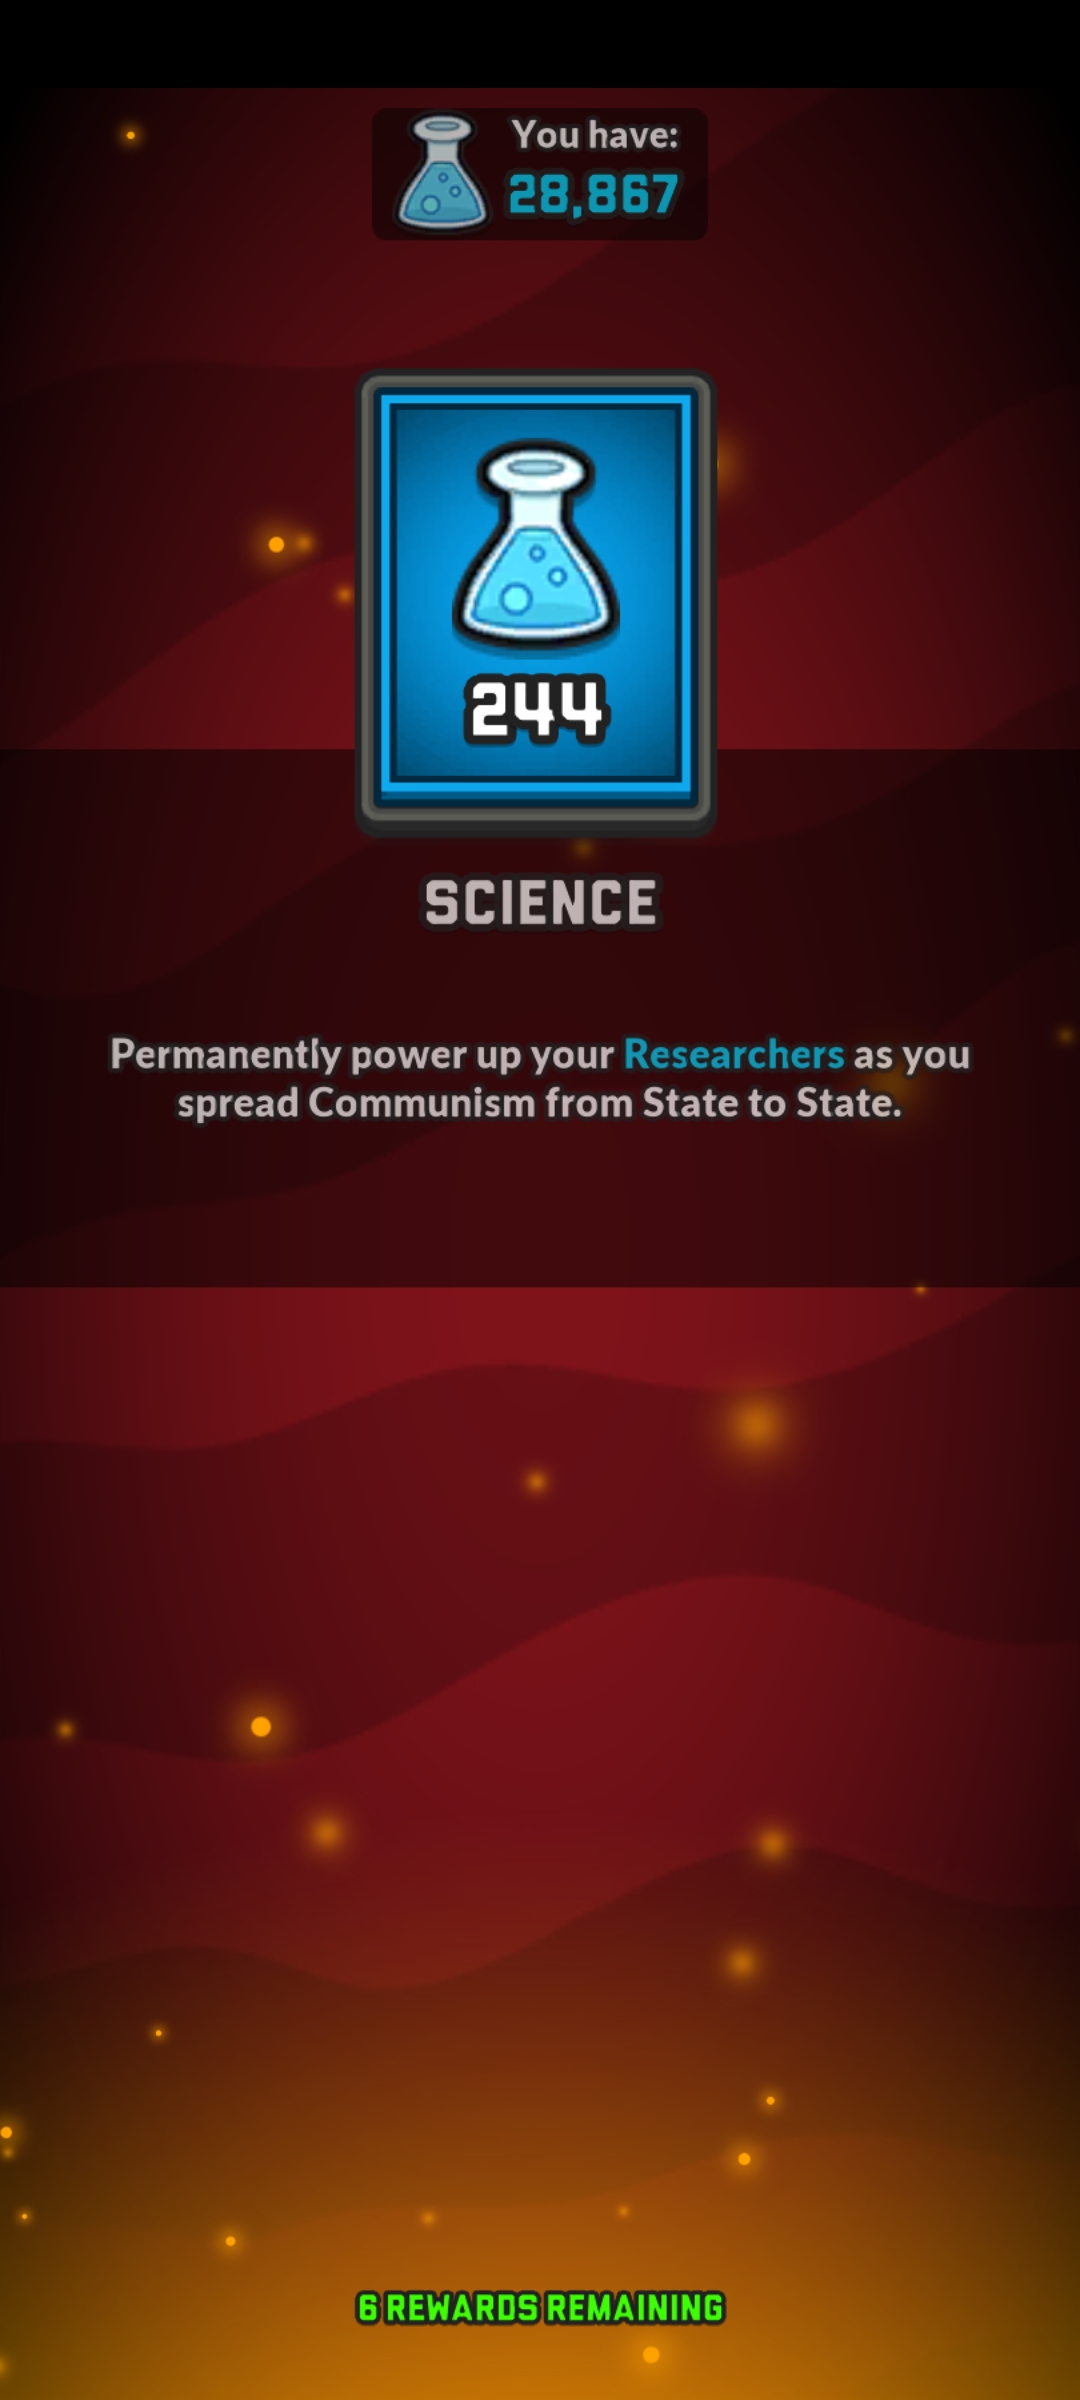 You have:
28,867
244
SCIENCE
Permanently power up your Researchers as you
spread Communism from State to State.
6 REWARDS REMAINING